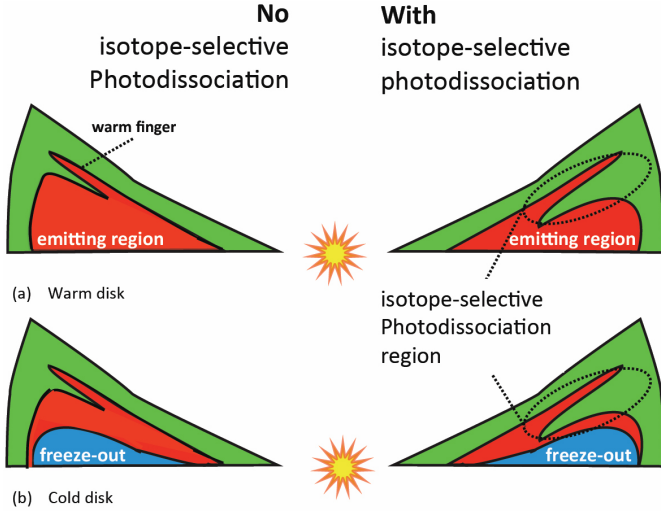 No
isotope-selective
Photodissociation
With
isotope-selective
photodissociation
warm finger
emitting region
emitting region
(a) Warm disk
isotope-selective
Photodissociation
region
freeze-out
freeze-out
(b) Cold disk